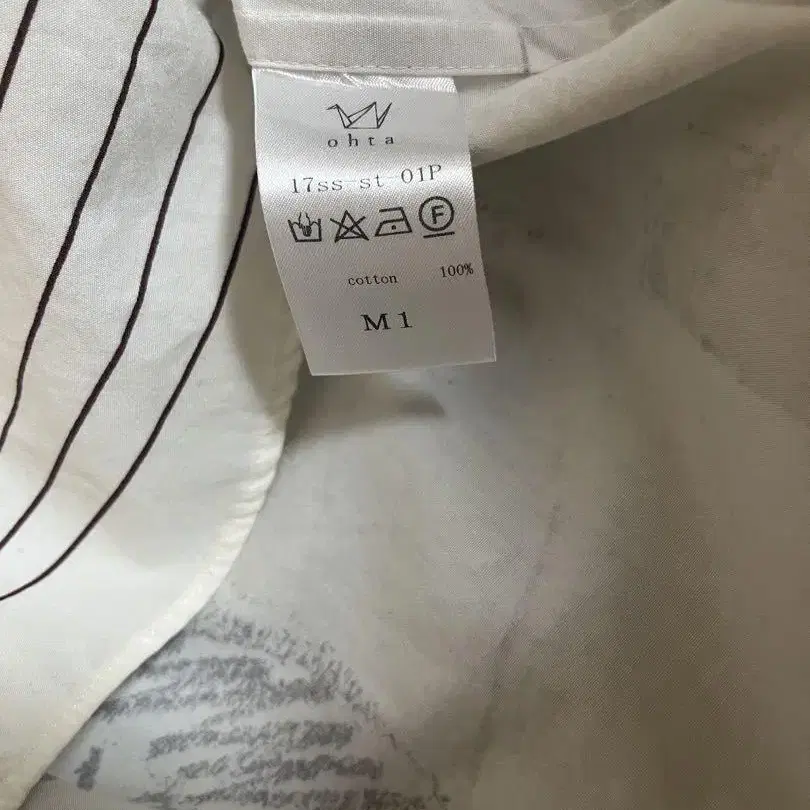 ohta
17ss-st-01P
F
cotton 100%
M1